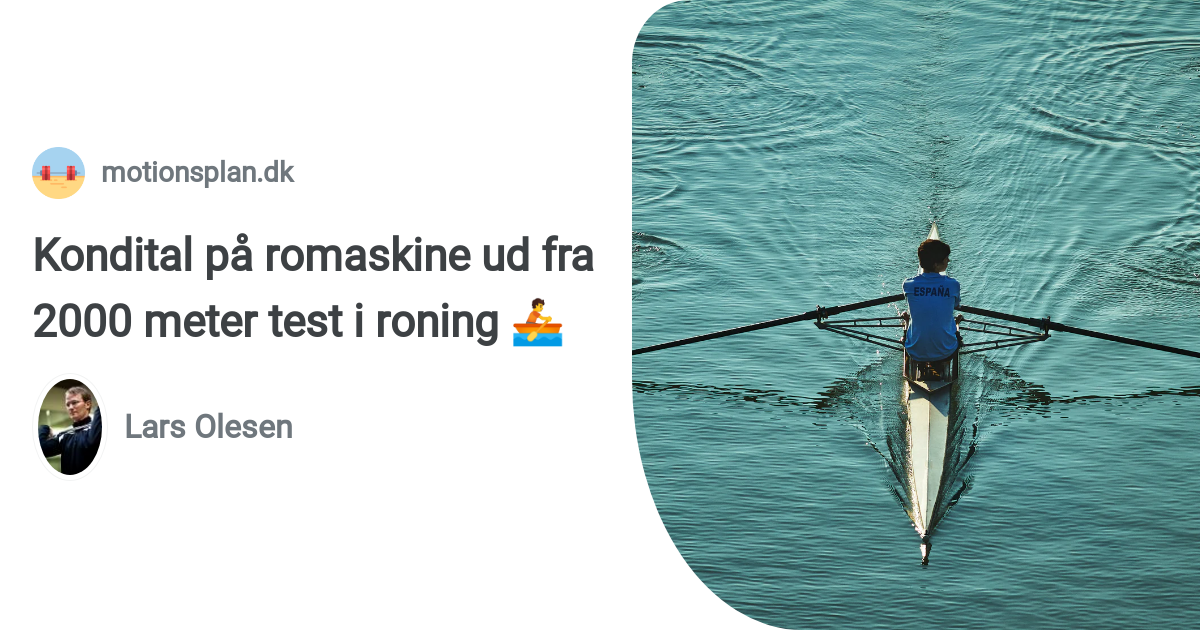 motionsplan.dk
Kondital på romaskine ud fra
2000 meter test i roning
Lars Olesen
ESPAÑA